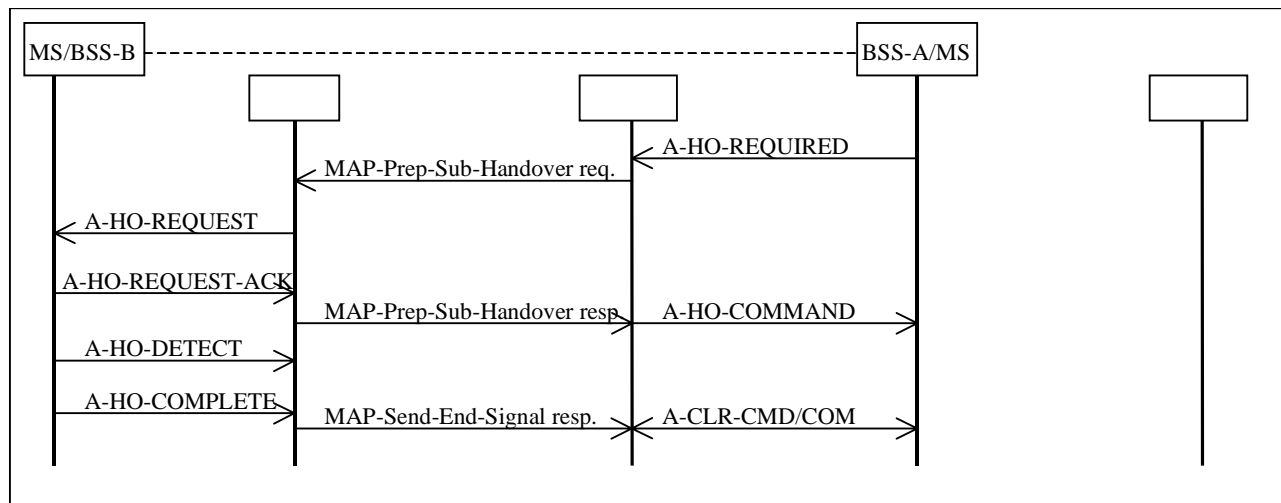 MS/BSS-B
BSS-A/MS
A-HO-REQUIRED
MAP-Prep-Sub-Handover req.
A-HO-REQUEST
A-HO-REQUEST-ACK
MAP-Prep-Sub-Handover resp
A-HO-COMMAND
A-HO-DETECT
A-HO-COMPLETE
MAP-Send-End-Signal resp.
A-CLR-CMD/COM